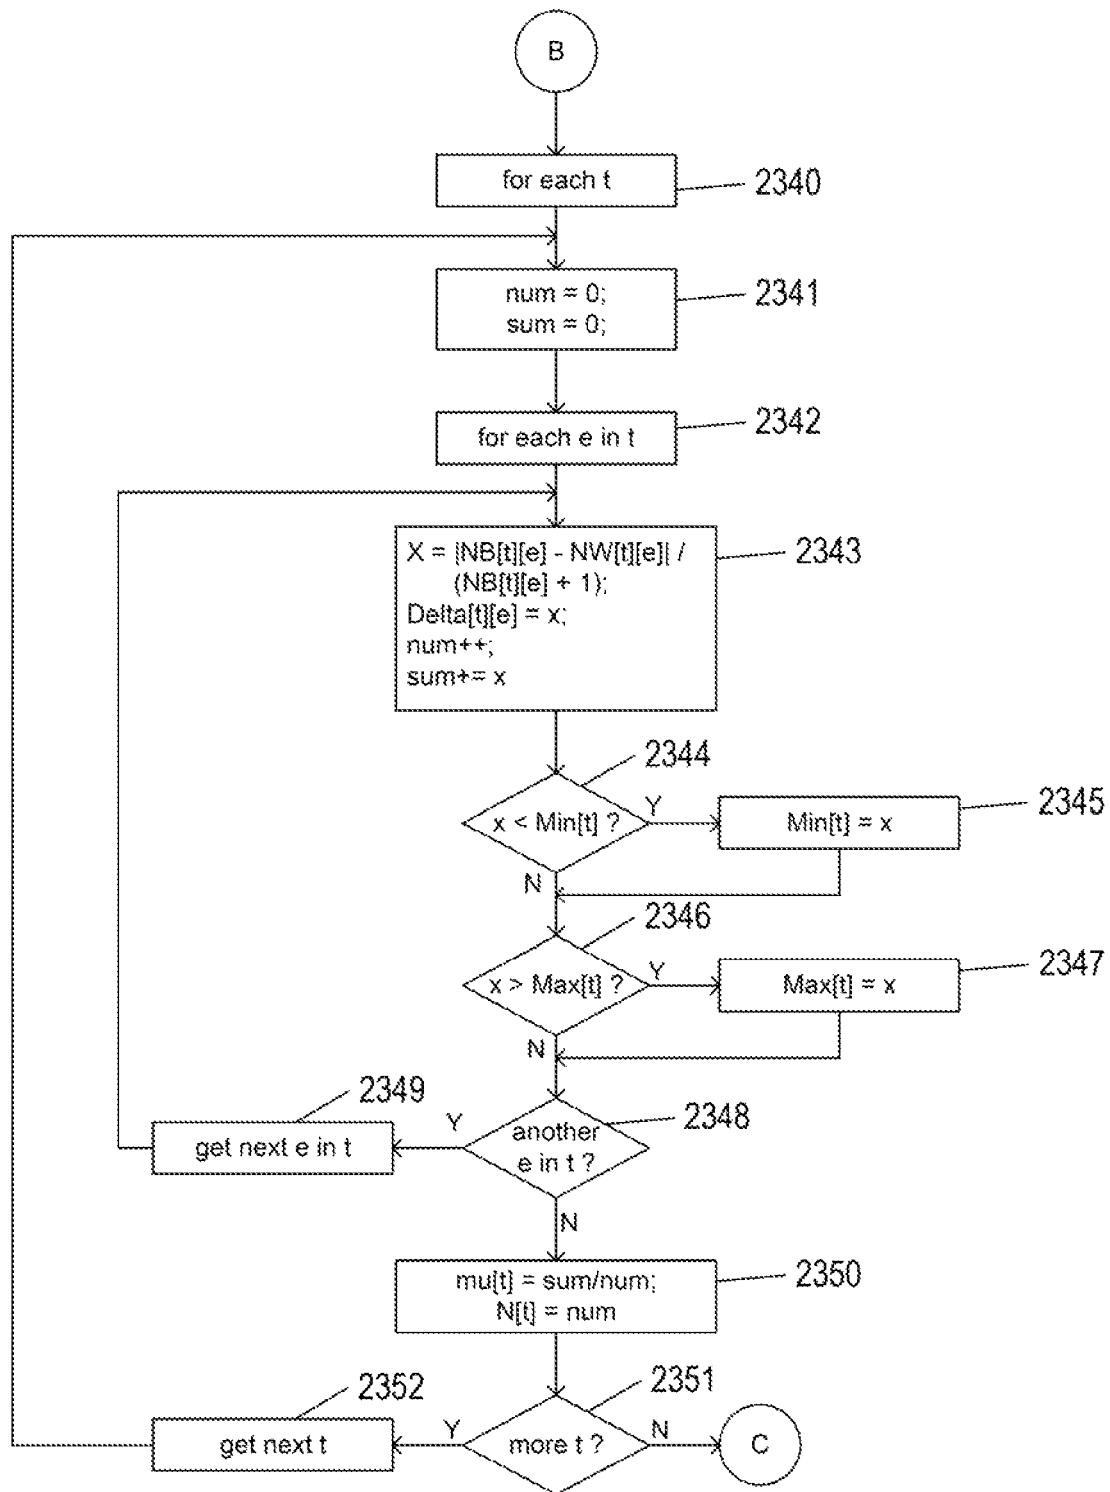 B
for each t
2340
num = 0;
sum = 0;
2341
for each e in t
2342
X = |NB[t][e] - NW[t][e]| /
(NB[t][e] + 1);
Delta[t][e] = x;
num++;
sum+= x
2343
2344
x < Min[t] ?
Y
Min[t] = x
2345
N
2346
x > Max[t] ?
Y
Max[t] = x
2347
N
2349
get next e in t
Y
another
e in t ?
2348
N
mu[t] = sum/num;
N[t] = num
2350
2352
get next t
Y
2351
more t ?
N
C